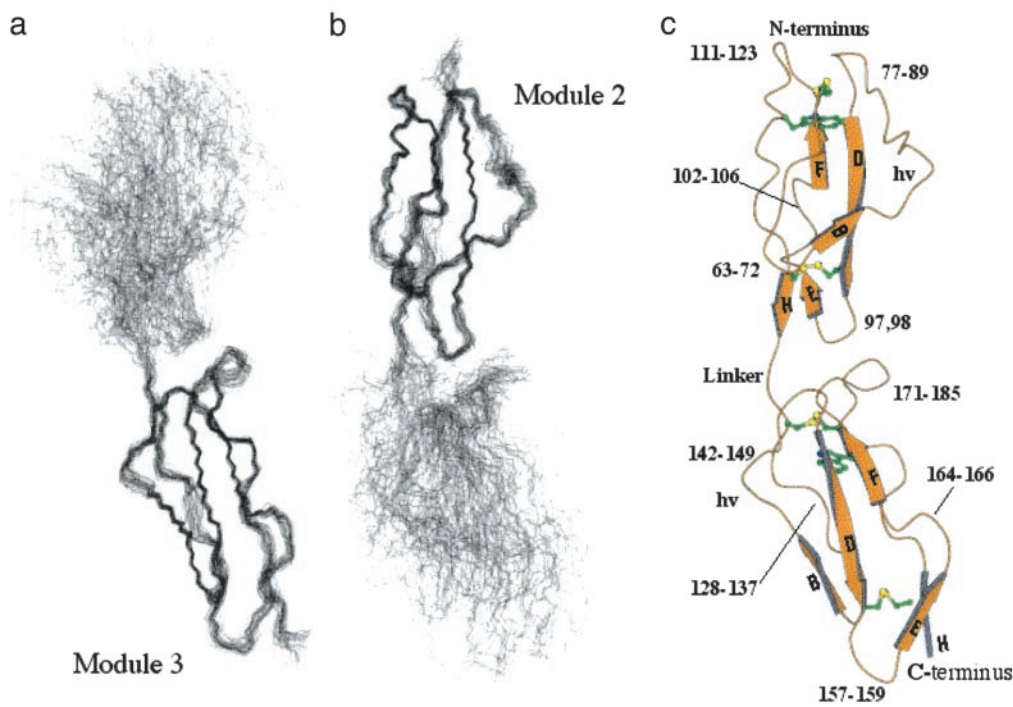 a
Module 3
b
Module 2
c
N-terminus
111-123
77-89
F
D
hv
102-106
B
63-72
H
E
97,98
Linker
171-185
142-149
F
164-166
hv
D
128-137
B
E
H
C-terminus
157-159